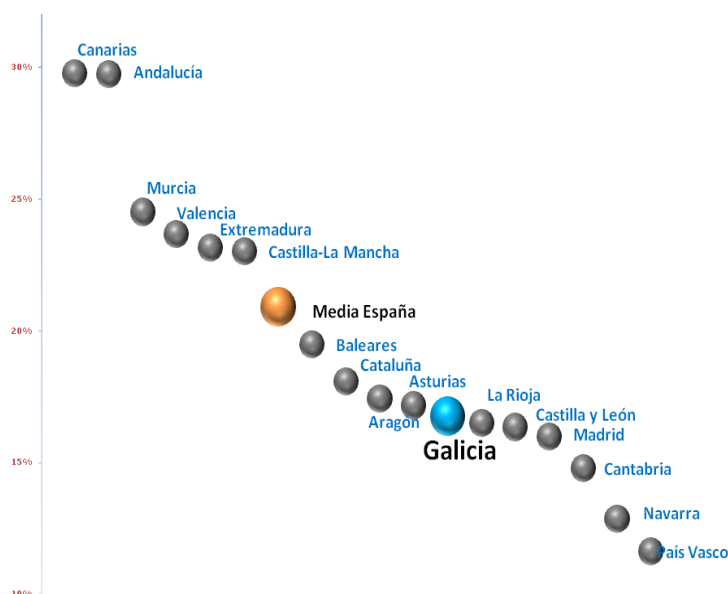 Canarias
30%
Andalucía
Murcia
25%
Valencia
Extremadura
Castilla-La Mancha
Media España
20%
Baleares
Cataluña
Asturias
La Rioja
Castilla y León
Aragón
Madrid
Galicia
15%
Cantabria
Navarra
País Vasco
10%